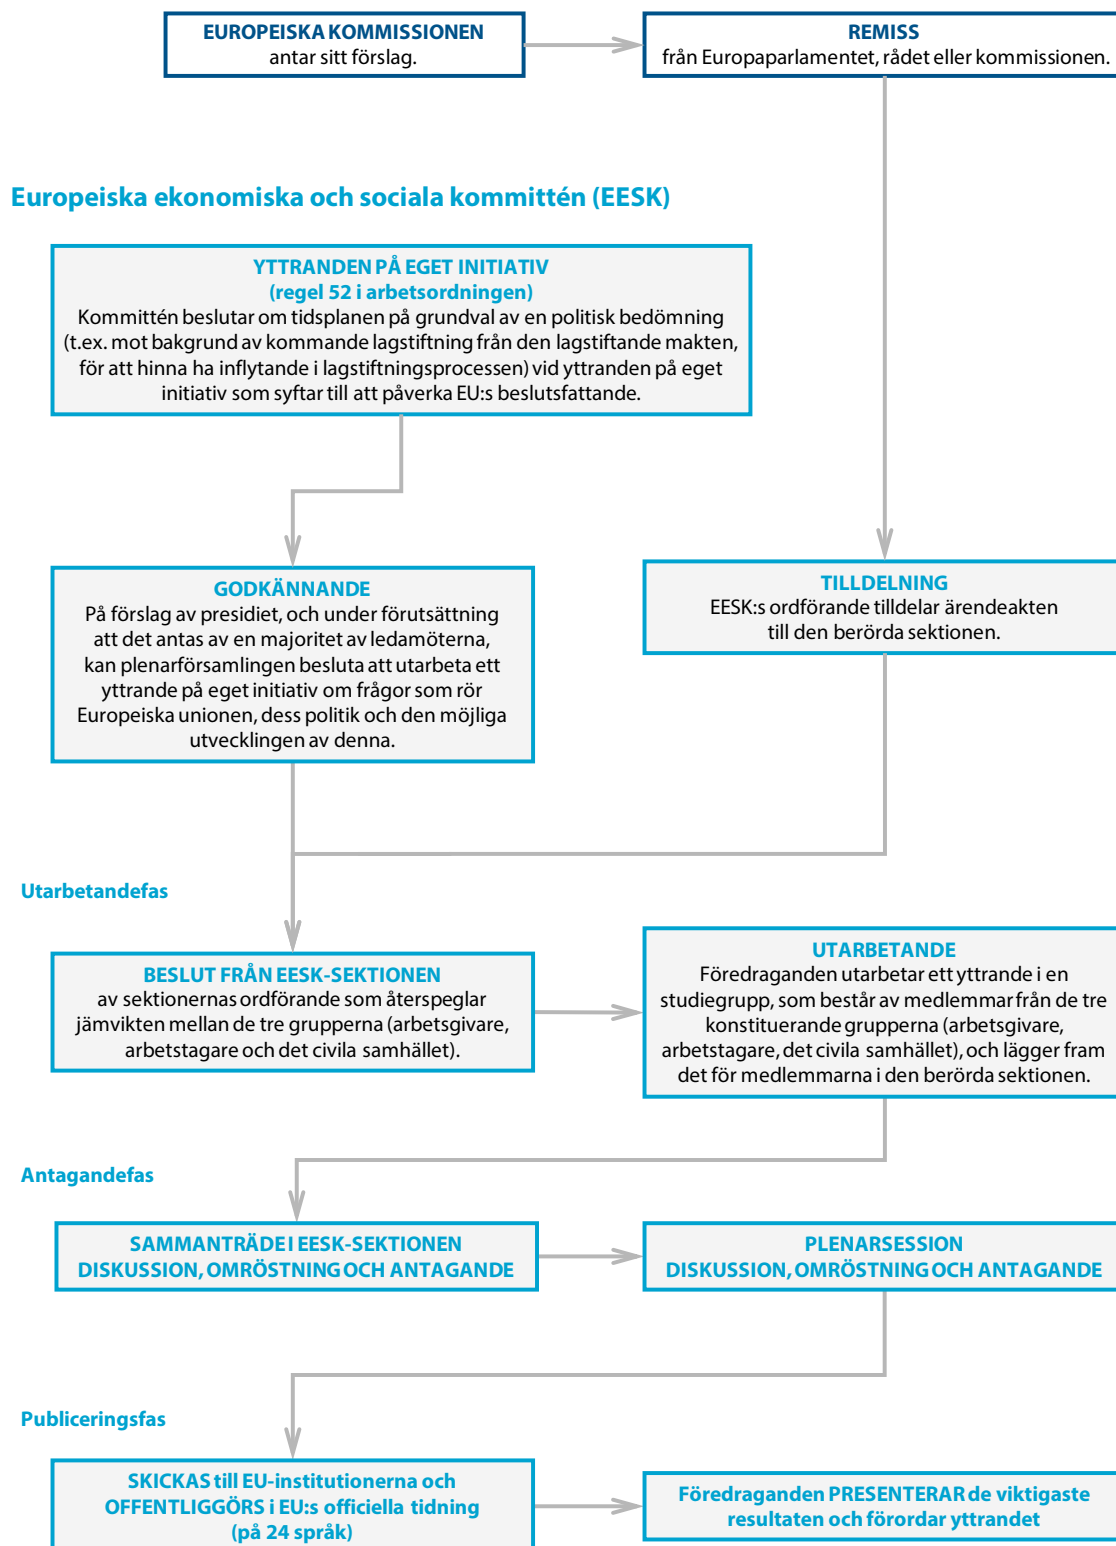 EUROPEISKA KOMMISSIONEN
antar sitt förslag.
REMISS
från Europaparlamentet, rådet eller kommissionen.
Europeiska ekonomiska och sociala kommittén (EESK)
YTTRANDEN PÅ EGET INITIATIV
(regel 52 i arbetsordningen)
Kommittén beslutar om tidsplanen på grundval av en politisk bedömning
(t.ex. mot bakgrund av kommande lagstiftning från den lagstiftande makten,
för att hinna ha inflytande i lagstiftningsprocessen) vid yttranden på eget
initiativ som syftar till att påverka EU:s beslutsfattande.
GODKÄNNANDE
På förslag av presidiet, och under förutsättning
att det antas av en majoritet av ledamöterna,
kan plenarförsamlingen besluta att utarbeta ett
yttrande på eget initiativ om frågor som rör
Europeiska unionen, dess politik och den möjliga
utvecklingen av denna.
TILLDELNING
EESK:s ordförande tilldelar ärendeakten
till den berörda sektionen.
Utarbetandefas
BESLUT FRÅN EESK-SEKTIONEN
av sektionernas ordförande som återspeglar
jämvikten mellan de tre grupperna (arbetsgivare,
arbetstagare och det civila samhället).
UTARBETANDE
Föredraganden utarbetar ett yttrande i en
studiegrupp, som består av medlemmar från de tre
konstituerande grupperna (arbetsgivare,
arbetstagare, det civila samhället), och lägger fram
det för medlemmarna i den berörda sektionen.
Antagandefas
SAMMANTRÄDE I EESK-SEKTIONEN
DISKUSSION, OMRÖSTNING OCH ANTAGANDE
PLENARSESSION
DISKUSSION, OMRÖSTNING OCH ANTAGANDE
Publiceringsfas
SKICKAS till EU-institutionerna och
OFFENTLIGGÖRS i EU:s officiella tidning
(på 24 språk)
Föredraganden PRESENTERAR de viktigaste
resultaten och förordar yttrandet